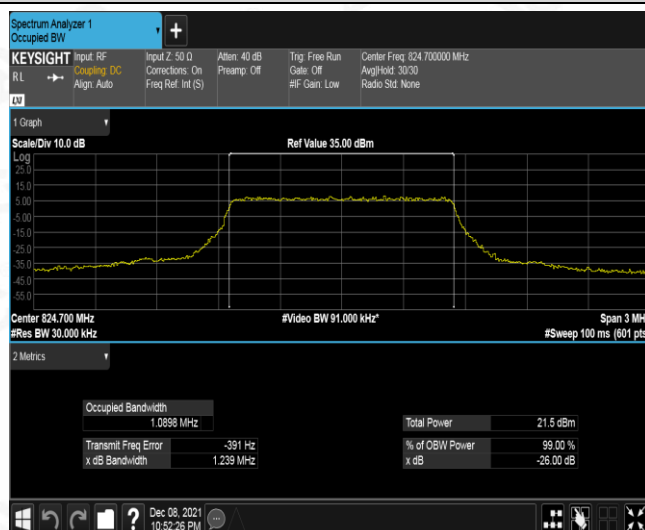 Spectrum Analyzer 1
Occupied BW
+
KEYSIGHT
RL
Input: RF
Coupling: DC
Align: Auto
Input Z: 50 Ω
Corrections: On
Freq Ref: Int (S)
Atten: 40 dB
Preamp: Off
Trig: Free Run
Gate: Off
#IF Gain: Low
Center Freq: 824.700000 MHz
Avg|Hold: 30/30
Radio Std: None
LXI
1 Graph
Scale/Div 10.0 dB
Ref Value 35.00 dBm
Log
25.0
15.0
5.00
-5.00
-15.0
-25.0
-35.0
-45.0
-55.0
Center 824.700 MHz
#Video BW 91.000 kHz*
Span 3 MH
#Res BW 30.000 kHz
#Sweep 100 ms (601 pts
2 Metrics
Occupied Bandwidth
1.0898 MHz
Total Power 21.5 dBm
Transmit Freq Error -391 Hz
% of OBW Power 99.00 %
x dB Bandwidth 1.239 MHz
x dB -26.00 dB
?
Dec 08, 2021
10:52:26 PM